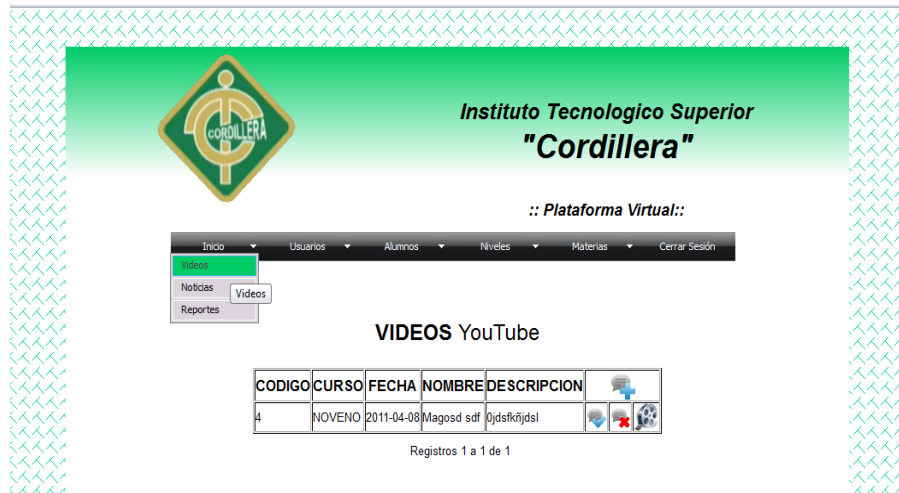 CORDILLERA
Instituto Tecnologico Superior
"Cordillera"
:: Plataforma Virtual::
Inicio Usuarios Alumnos Niveles Materias Cerrar Sesión
Videos
Noticias
Videos
Reportes
VIDEOS YouTube
CODIGO CURSO FECHA NOMBRE DESCRIPCION
4 NOVENO 2011-04-08 Magosd sdf 0jdsfkñjdsl
Registros 1 a 1 de 1